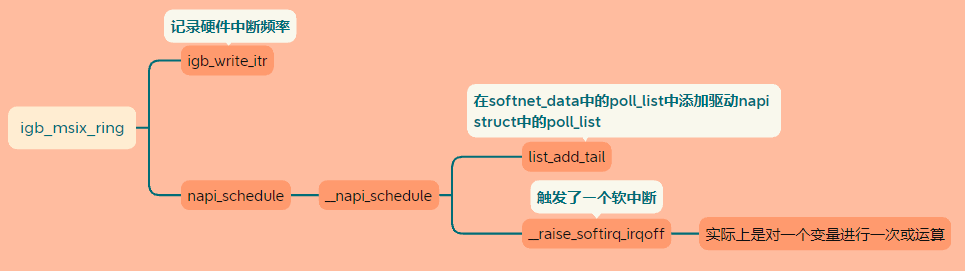 记录硬件中断频率
igb_write_itr
igb_msix_ring
在softnet_data中的poll_list中添加驱动napi
struct中的poll_list
list_add_tail
napi_schedule
__napi_schedule
触发了一个软中断
__raise_softirq_irqoff
实际上是对一个变量进行一次或运算